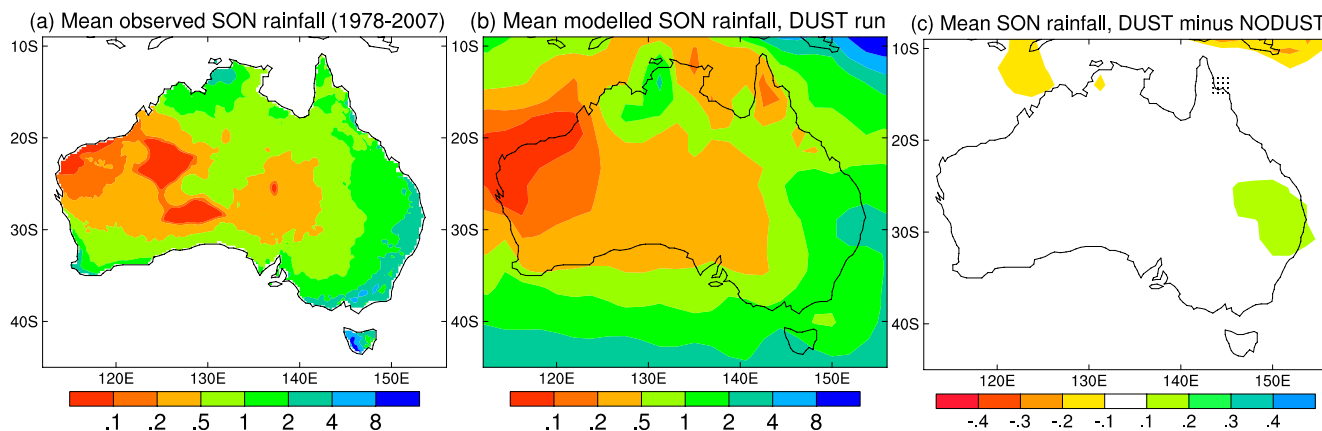 (a) Mean observed SON rainfall (1978-2007)
(b) Mean modelled SON rainfall, DUST run
(c) Mean SON rainfall, DUST minus NODUST
10S
20S
30S
40S
120E 130E 140E 150E
.1 .2 .5 1 2 4 8
10S
20S
30S
40S
120E 130E 140E 150E
.1 .2 .5 1 2 4 8
10S
20S
30S
40S
120E 130E 140E 150E
-.4 -.3 -.2 -.1 .1 .2 .3 .4